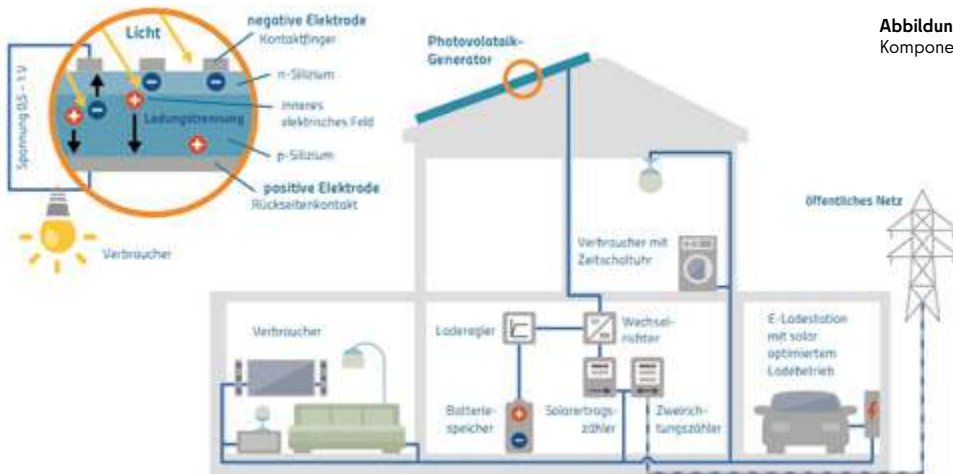 Abbildun
Kompone
negative Elektrode
Kontaktfinger
Licht
n-Silizium
inneres
elektrisches Feld
Ladungstrennung
p-Silizium
positive Elektrode
Rückseitenkontakt
Spannung 0,5 – 1 V
Verbraucher
Photovolataik-
Generator
öffentliches Netz
Verbraucher mit
Zeitschaltuhr
Verbraucher
Laderegler
Wechsel-
richter
Batterie-
speicher
Solarertrags-
zähler
Zweirich-
tungszähler
E-Ladestation
mit solar
optimiertem
Ladebetrieb